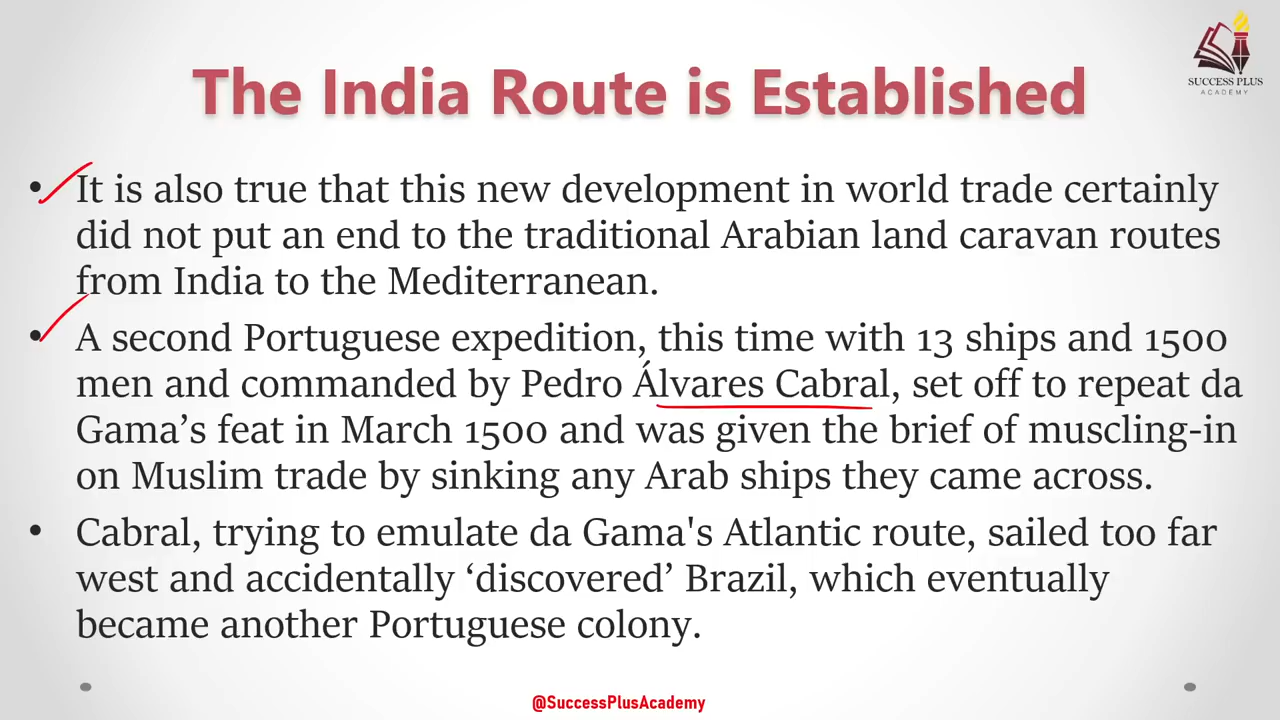 SUCCESS PLUS
ACADEMY
The India Route is Established
• It is also true that this new development in world trade certainly
did not put an end to the traditional Arabian land caravan routes
from India to the Mediterranean.
• A second Portuguese expedition, this time with 13 ships and 1500
men and commanded by Pedro Álvares Cabral, set off to repeat da
Gama’s feat in March 1500 and was given the brief of muscling-in
on Muslim trade by sinking any Arab ships they came across.
• Cabral, trying to emulate da Gama's Atlantic route, sailed too far
west and accidentally ‘discovered’ Brazil, which eventually
became another Portuguese colony.
@SuccessPlusAcademy